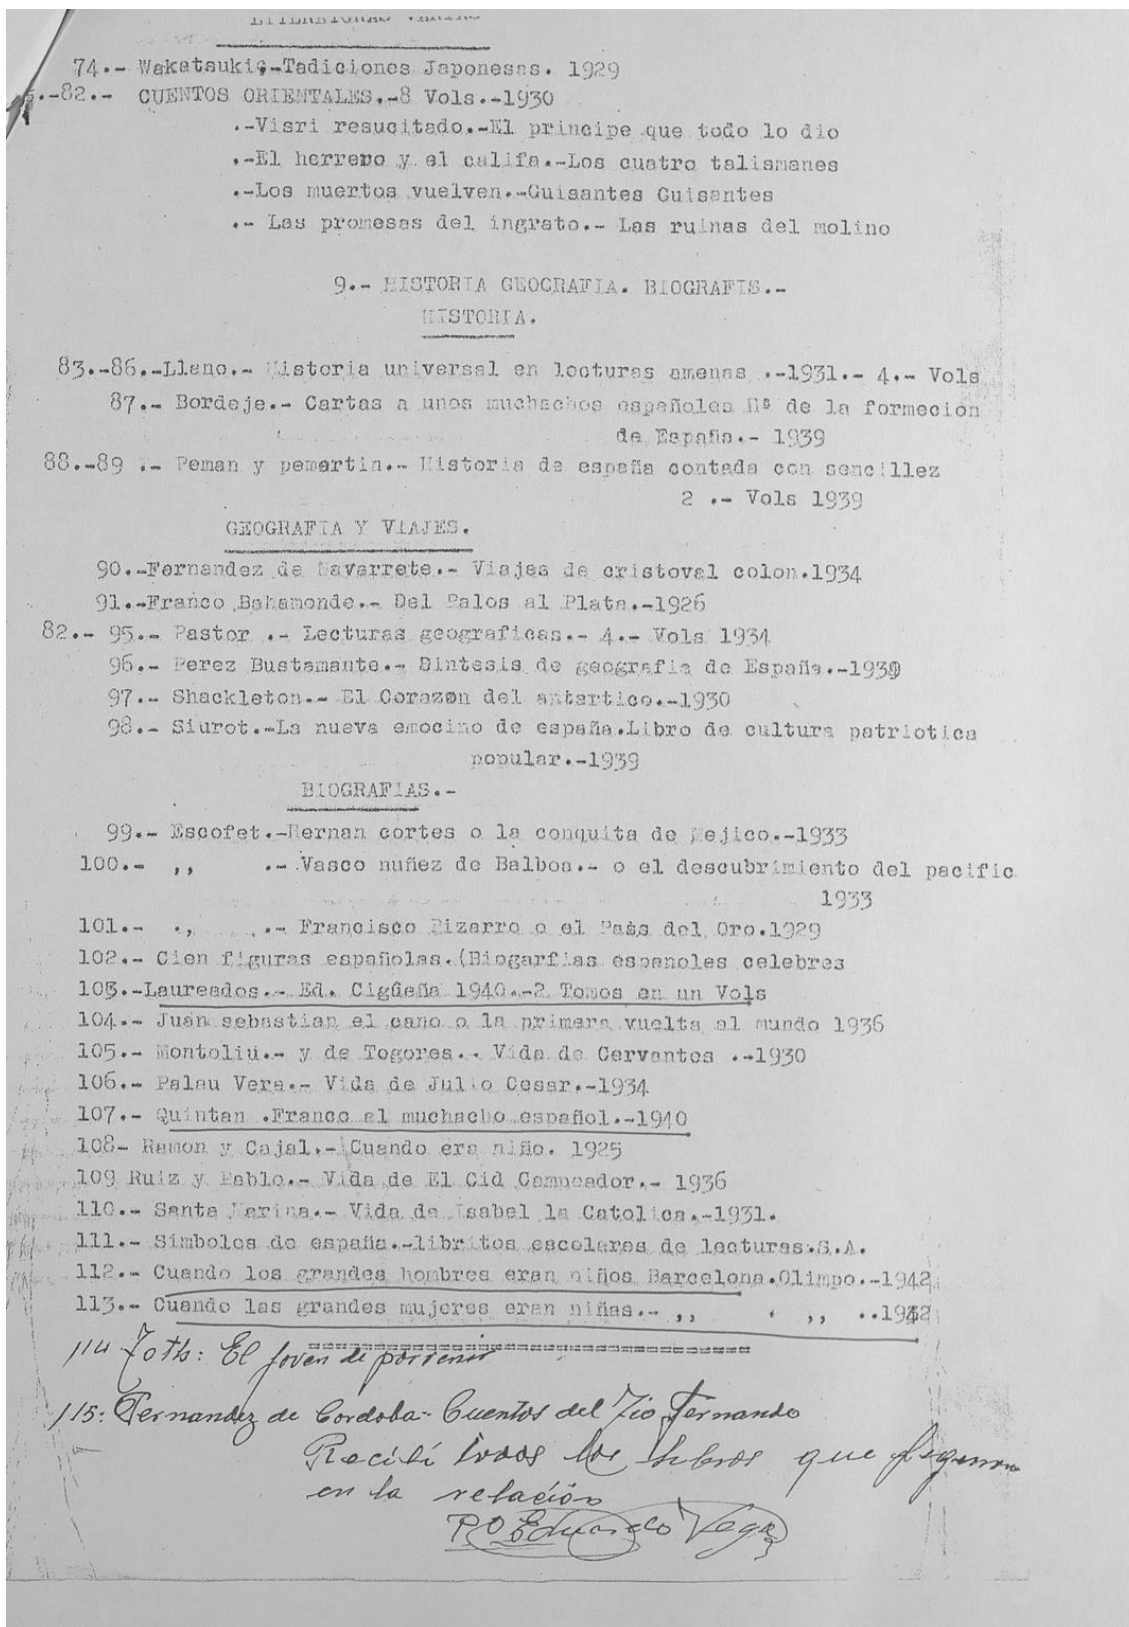 LITERATURAS VARIAS
74.- Wakatsukig-Tadiciones Japonesas. 1929
.-82.- CUENTOS ORIENTALES.-8 Vols.-1930
.-Visri resucitado.-El principe que todo lo dio
.-El herrero y el califa.-Los cuatro talismanes
.-Los muertos vuelven.-Guisantes Guisantes
.- Las promesas del ingrato.- Las ruinas del molino
9.- HISTORIA GEOGRAFIA. BIOGRAFIS.-
HISTORIA.
83.-86.-Llano.- Historia universal en lecturas amenas .-1931.- 4.- Vols
87.- Bordeje.- Cartas a unos muchachos españoles Hª de la formecion
de España.- 1939
88.-89 .- Peman y pemertin.- Historia de españa contada con sencillez
2 .- Vols 1939
GEOGRAFIA Y VIAJES.
90.-Fernandez de Navarrete.- Viajes de cristoval colon.1934
91.-Franco Bahamonde.- Del Palos al Plata.-1926
82.- 95.- Pastor .- Lecturas geograficas.- 4.- Vols 1934
96.- Perez Bustamante.- Sintesis de geografia de España.-1939
97.- Shackleton.- El Corazon del antartico.-1930
98.- Siurot.-La nueva emocino de españa.Libro de cultura patriotica
popular.-1939
BIOGRAFIAS.-
99.- Escofet.-Hernan cortes o la conquita de Mejico.-1933
100.- ,, .-.Vasco nuñez de Balboa.- o el descubrimiento del pacific
1933
101.- ., .- Francisco Pizarro o el Pais del Oro.1929
102.- Cien figuras españolas.(Biogarfias espanoles celebres
103.-Laureados.- Ed. Cigüeña 1940.-2 Tomos en un Vols
104.- Juan sebastian el cano o la primera vuelta al mundo 1936
105.- Montoliu.- y de Togores.- Vida de Cervantes .-1930
106.- Palau Vera.- Vida de Julio Cesar.-1934
107.- Quintan .Franco al muchacho español.-1940
108- Ramon y Cajal.- Cuando era niño. 1925
109 Ruiz y Pablo.- Vida de El Cid Campeador.- 1936
110.- Santa Marina.- Vida de Isabel la Catolica.-1931.
111.- Simbolos de españa.-libritos escolares de lecturas.S.A.
112.- Cuando los grandes hombres eran niños Barcelona.Olimpo.-1942
113.- Cuando las grandes mujeres eran niñas.- ,, ,, ..1942
114 Toth: El joven de porvenir
115: Fernandez de Cordoba- Cuentos del Tio Fernando
Recibi todos los libros que figuran
en la relación
P.O Eduardo Vega